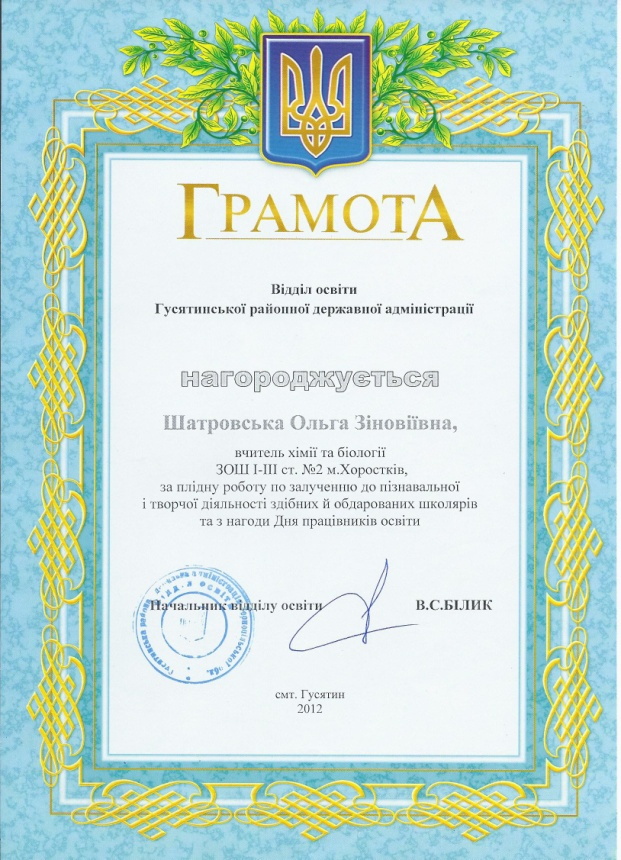 ГРАМОТА
Відділ освіти
Гусятинської районної державної адміністрації
нагороджується
Шатровська Ольга Зіновіївна,
вчитель хімії та біології
ЗОШ І-ІІІ ст. №2 м.Хоростків,
за плідну роботу по залученню до пізнавальної
і творчої діяльності здібних й обдарованих школярів
та з нагоди Дня працівників освіти
Начальник відділу освіти В.С.БІЛИК
смт. Гусятин
2012